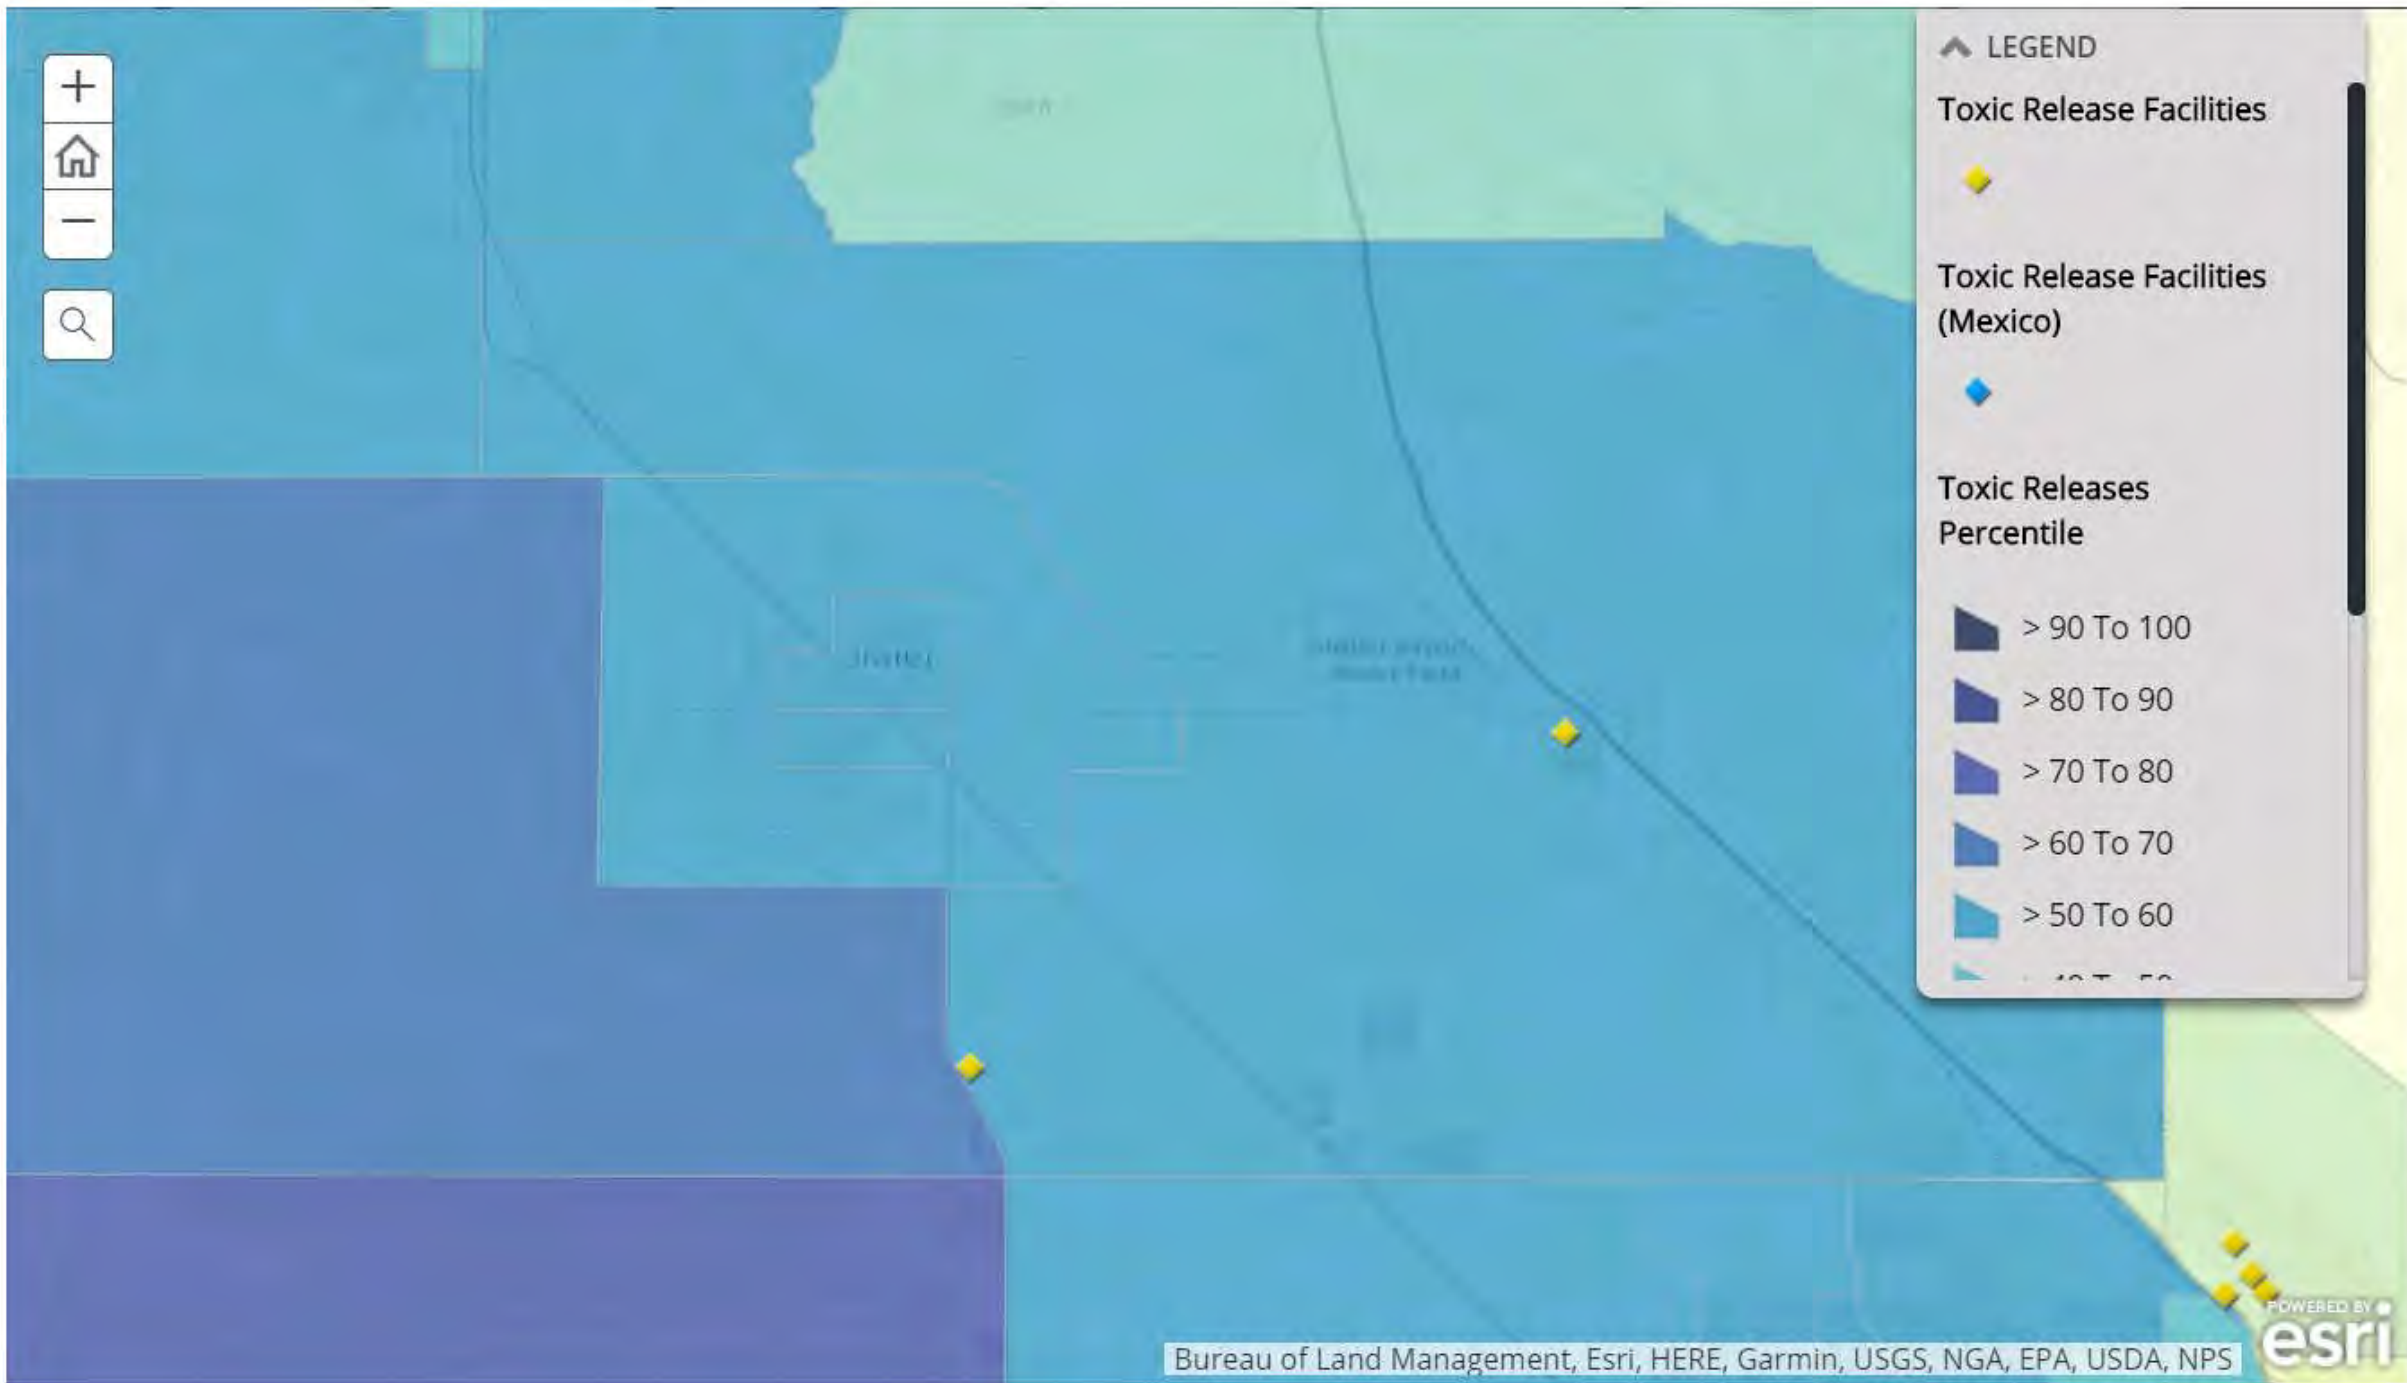 LEGEND
Toxic Release Facilities
Toxic Release Facilities
(Mexico)
Toxic Releases
Percentile
> 90 To 100
> 80 To 90
> 70 To 80
> 60 To 70
> 50 To 60
POWERED BY
esri
Bureau of Land Management, Esri, HERE, Garmin, USGS, NGA, EPA, USDA, NPS